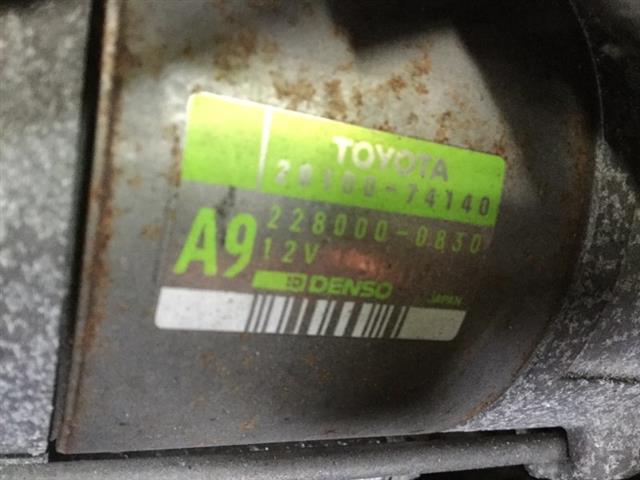 TOYOTA
28100-74140
228000-0830
A9 12V
DENSO
JAPAN